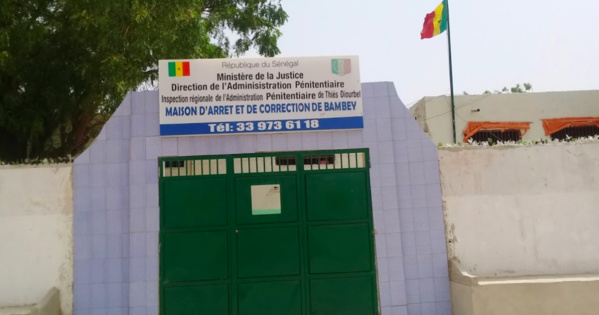 République du Sénégal
Ministère de la Justice
Direction de l'Administration Pénitentiaire
Inspection régionale de l'Administration Pénitentiaire de Thiès Diourbel
MAISON D'ARRET ET DE CORRECTION DE BAMBEY
Tél: 33 973 61 18